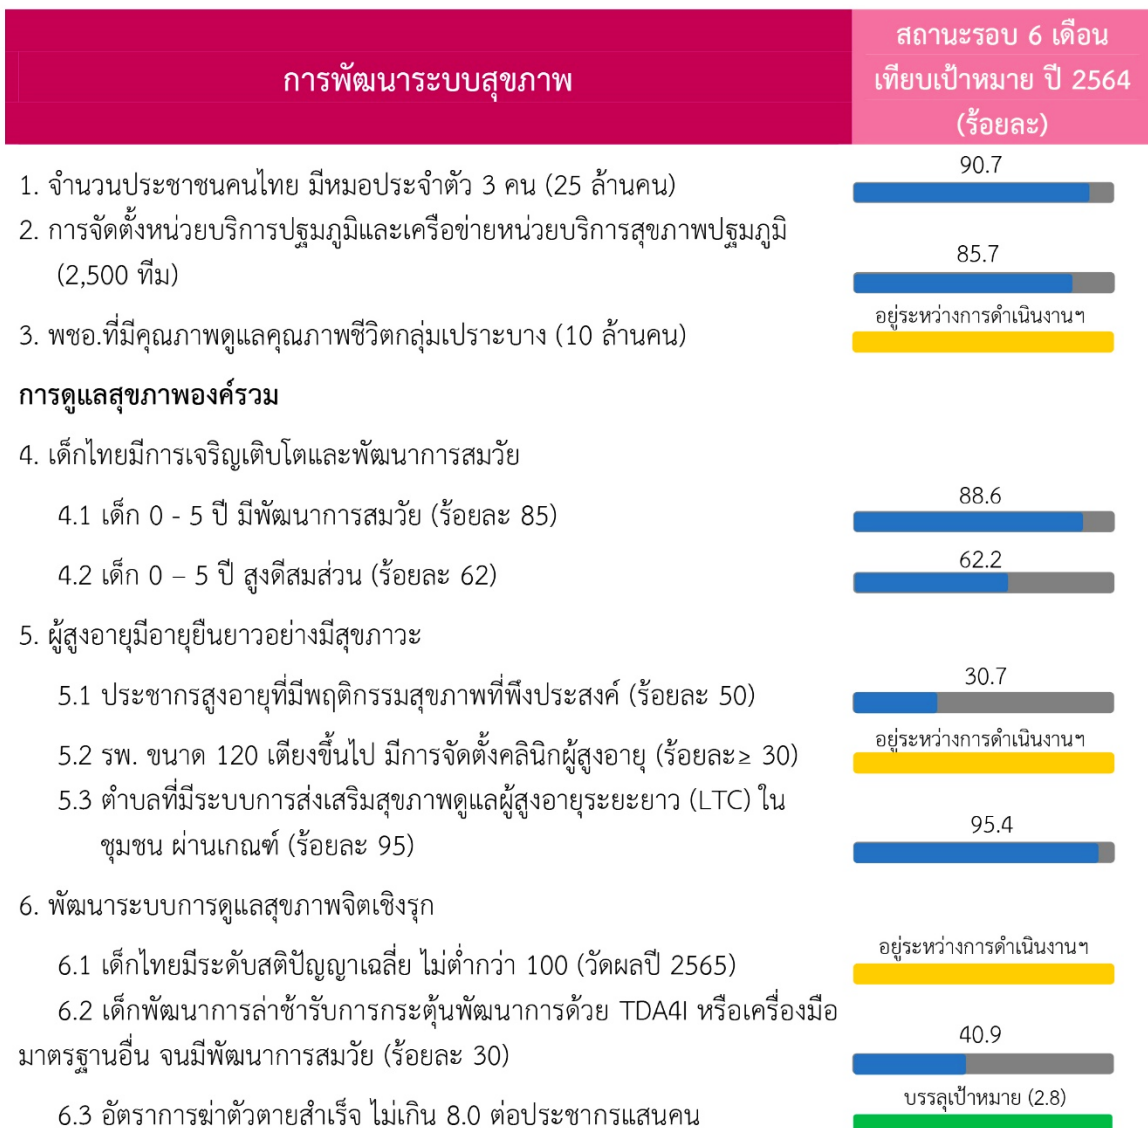 การพัฒนาระบบสุขภาพ
สถานะรอบ 6 เดือน
เทียบเป้าหมาย ปี 2564
(ร้อยละ)
1. จำนวนประชาชนคนไทย มีหมอประจำตัว 3 คน (25 ล้านคน)
90.7
2. การจัดตั้งหน่วยบริการปฐมภูมิและเครือข่ายหน่วยบริการสุขภาพปฐมภูมิ
(2,500 ทีม)
85.7
3. พชอ.ที่มีคุณภาพดูแลคุณภาพชีวิตกลุ่มเปราะบาง (10 ล้านคน)
อยู่ระหว่างการดำเนินงานฯ
การดูแลสุขภาพองค์รวม
4. เด็กไทยมีการเจริญเติบโตและพัฒนาการสมวัย
4.1 เด็ก 0 - 5 ปี มีพัฒนาการสมวัย (ร้อยละ 85)
88.6
4.2 เด็ก 0 – 5 ปี สูงดีสมส่วน (ร้อยละ 62)
62.2
5. ผู้สูงอายุมีอายุยืนยาวอย่างมีสุขภาวะ
5.1 ประชากรสูงอายุที่มีพฤติกรรมสุขภาพที่พึงประสงค์ (ร้อยละ 50)
30.7
5.2 รพ. ขนาด 120 เตียงขึ้นไป มีการจัดตั้งคลินิกผู้สูงอายุ (ร้อยละ≥ 30)
อยู่ระหว่างการดำเนินงานฯ
5.3 ตำบลที่มีระบบการส่งเสริมสุขภาพดูแลผู้สูงอายุระยะยาว (LTC) ใน
ชุมชน ผ่านเกณฑ์ (ร้อยละ 95)
95.4
6. พัฒนาระบบการดูแลสุขภาพจิตเชิงรุก
6.1 เด็กไทยมีระดับสติปัญญาเฉลี่ย ไม่ต่ำกว่า 100 (วัดผลปี 2565)
อยู่ระหว่างการดำเนินงานฯ
6.2 เด็กพัฒนาการล่าช้ารับการกระตุ้นพัฒนาการด้วย TDA4I หรือเครื่องมือ
มาตรฐานอื่น จนมีพัฒนาการสมวัย (ร้อยละ 30)
40.9
6.3 อัตราการฆ่าตัวตายสำเร็จ ไม่เกิน 8.0 ต่อประชากรแสนคน
บรรลุเป้าหมาย (2.8)